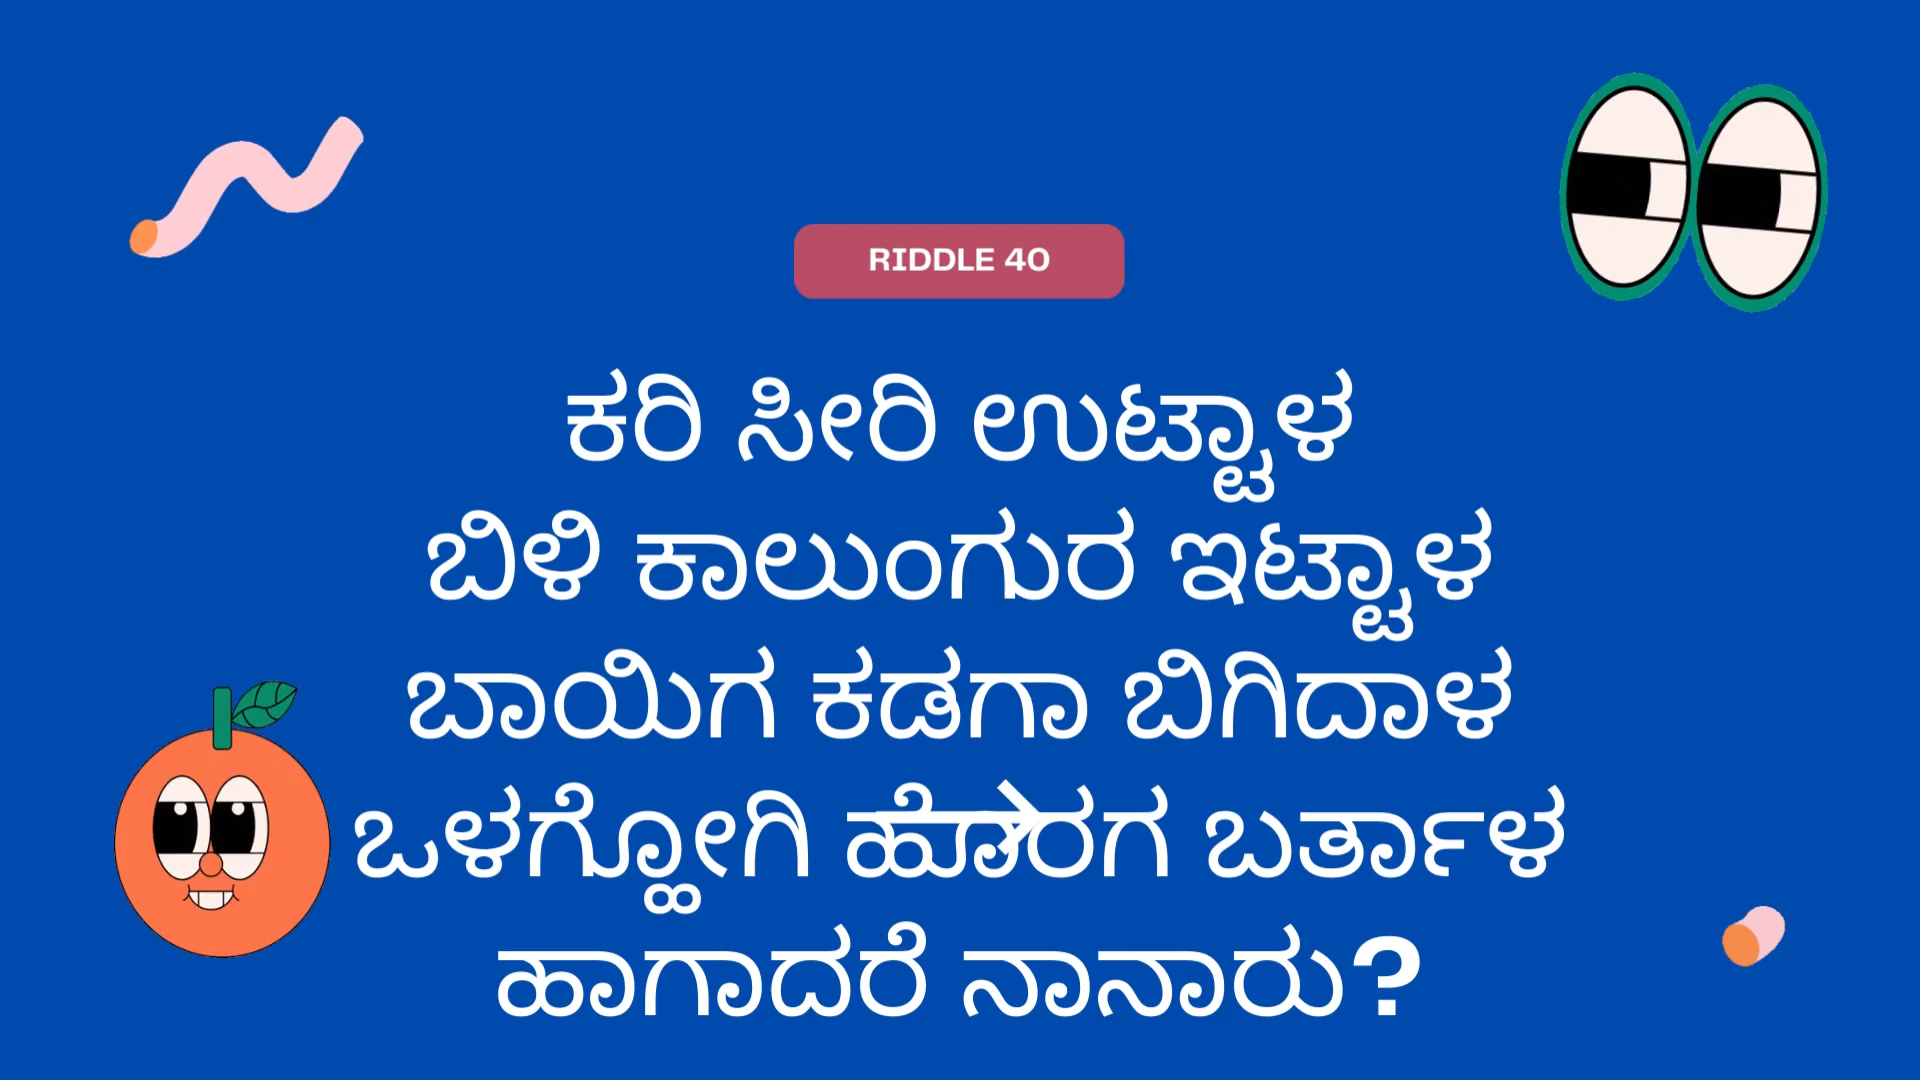 RIDDLE 40
ಕರಿ ಸೀರಿ ಉಟ್ಟಾಳ
ಬಿಳಿ ಕಾಲುಂಗುರ ಇಟ್ಟಾಳ
ಬಾಯಿಗ ಕಡಗಾ ಬಿಗಿದಾಳ
ಒಳಗ್ಹೋಗಿ ಹೊರಗ ಬರ್ತಾಳ
ಹಾಗಾದರೆ ನಾನಾರು?